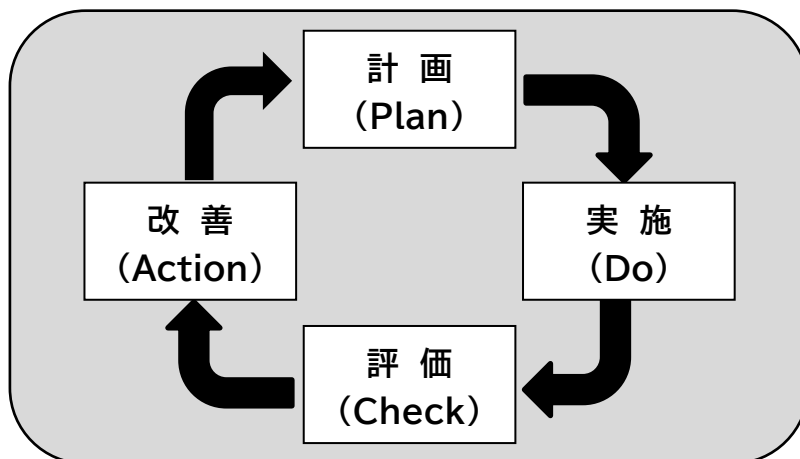 計 画
（Plan）
実 施
（Do）
評 価
（Check）
改 善
（Action）